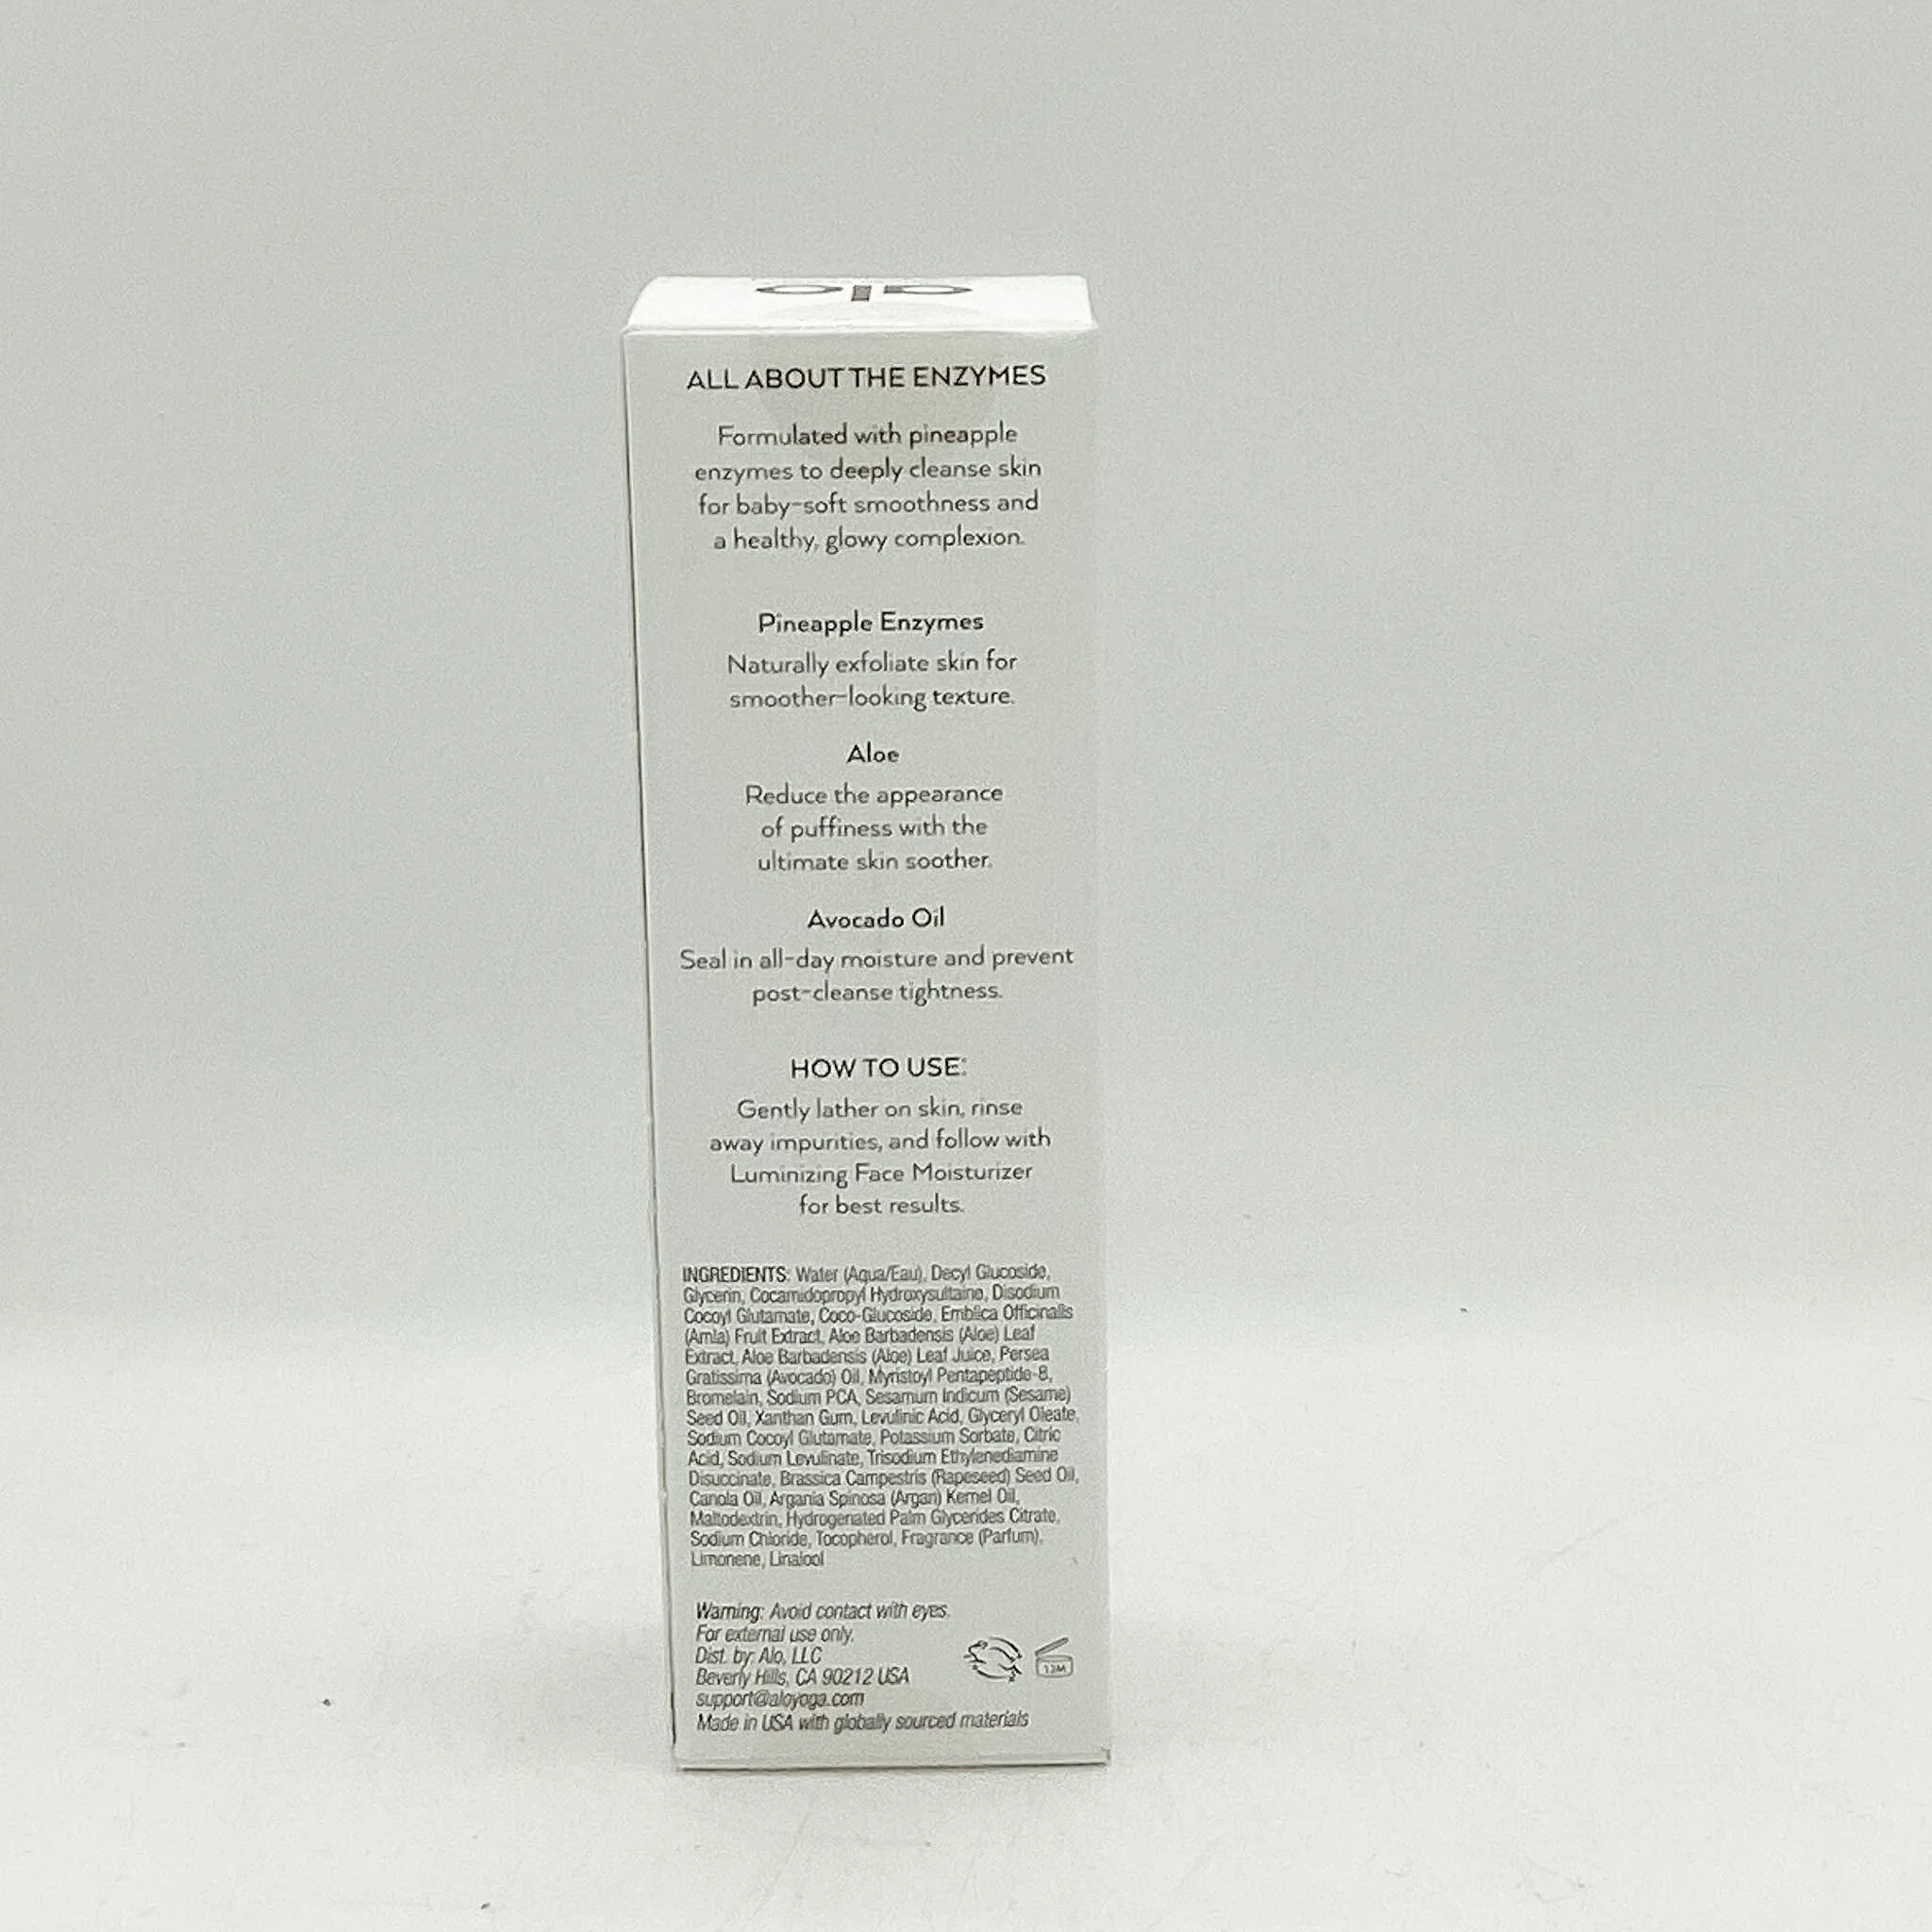 alo
ALL ABOUT THE ENZYMES
Formulated with pineapple
enzymes to deeply cleanse skin
for baby-soft smoothness and
a healthy, glowy complexion.
Pineapple Enzymes
Naturally exfoliate skin for
smoother-looking texture.
Aloe
Reduce the appearance
of puffiness with the
ultimate skin soother.
Avocado Oil
Seal in all-day moisture and prevent
post-cleanse tightness.
HOW TO USE:
Gently lather on skin, rinse
away impurities, and follow with
Luminizing Face Moisturizer
for best results.
INGREDIENTS: Water (Aqua/Eau), Decyl Glucoside,
Glycerin, Cocamidopropyl Hydroxysultaine, Disodium
Cocoyl Glutamate, Coco-Glucoside, Emblica Officinalis
(Amla) Fruit Extract, Aloe Barbadensis (Aloe) Leaf
Extract, Aloe Barbadensis (Aloe) Leaf Juice, Persea
Gratissima (Avocado) Oil, Myristoyl Pentapeptide-8,
Bromelain, Sodium PCA, Sesamum Indicum (Sesame)
Seed Oil, Xanthan Gum, Levulinic Acid, Glyceryl Oleate,
Sodium Cocoyl Glutamate, Potassium Sorbate, Citric
Acid, Sodium Levulinate, Trisodium Ethylenediamine
Disuccinate, Brassica Campestris (Rapeseed) Seed Oil,
Canola Oil, Argania Spinosa (Argan) Kernel Oil,
Maltodextrin, Hydrogenated Palm Glycerides Citrate,
Sodium Chloride, Tocopherol, Fragrance (Parfum),
Limonene, Linalool
Warning: Avoid contact with eyes.
For external use only.
Dist. by: Alo, LLC
Beverly Hills, CA 90212 USA
support@aloyoga.com
Made in USA with globally sourced materials
12M